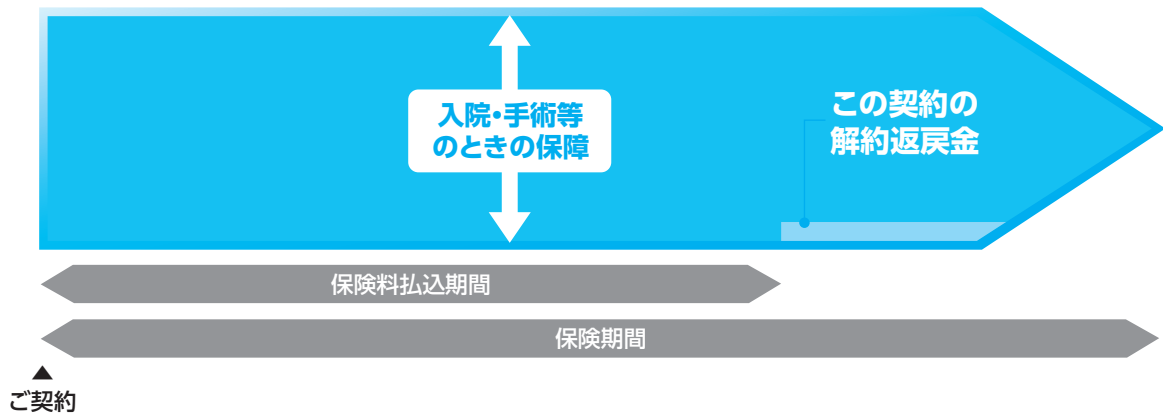 入院・手術等
のときの保障
この契約の
解約返戻金
保険料払込期間
保険期間
▲
ご契約